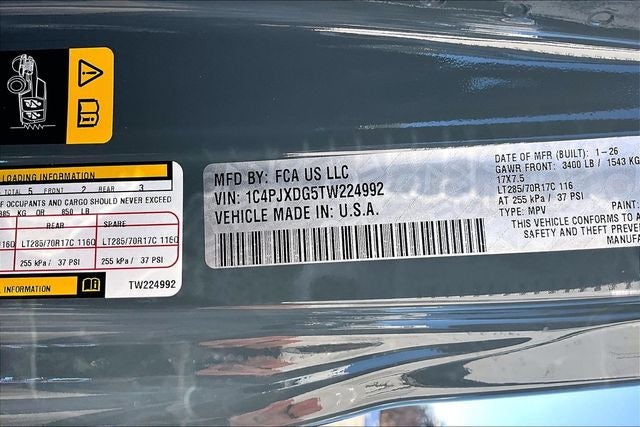 LOADING INFORMATION
TOTAL 5 FRONT 2 REAR 3
OF OCCUPANTS AND CARGO SHOULD NEVER EXCEED
385 KG OR 850 LB
REAR SPARE
116Q LT285/70R17C 116Q LT285/70R17C 116Q
255 kPa / 37 PSI 255 kPa / 37 PSI
INFORMATION
TW224992
MFD BY: FCA US LLC
VIN: 1C4PJXDG5TW224992
VEHICLE MADE IN: U.S.A.
DATE OF MFR (BUILT): 1-26
GAWR FRONT: 3400 LB / 1543 KG
17X7.5
LT285/70R17C 116
AT 255 kPa / 37 PSI
TYPE: MPV
THIS VEHICLE CONFORMS TO A
SAFETY AND THEFT PREVE
MANUFA